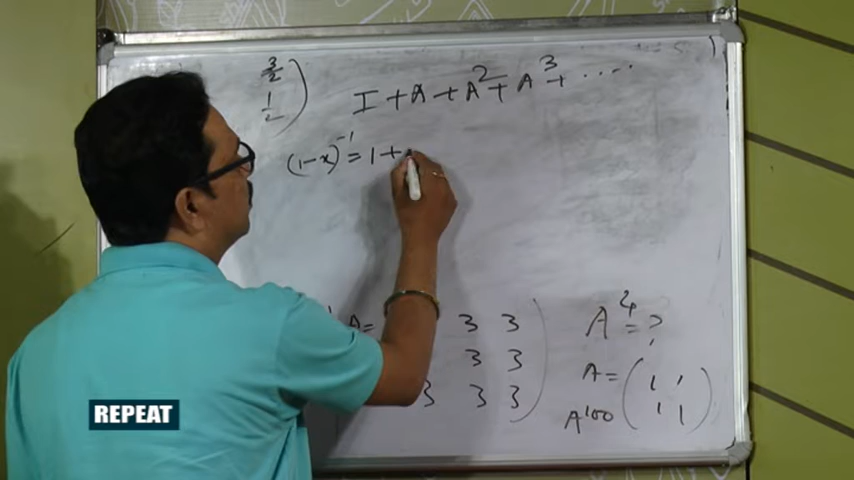 3/2
1/2
I + A + A² + A³ + ....
(1-x)⁻¹ = 1 +
A = 3 3
3 3
3 3 3
A⁴ = ?
A = ( 1 1
1 1 )
A¹⁰⁰
REPEAT